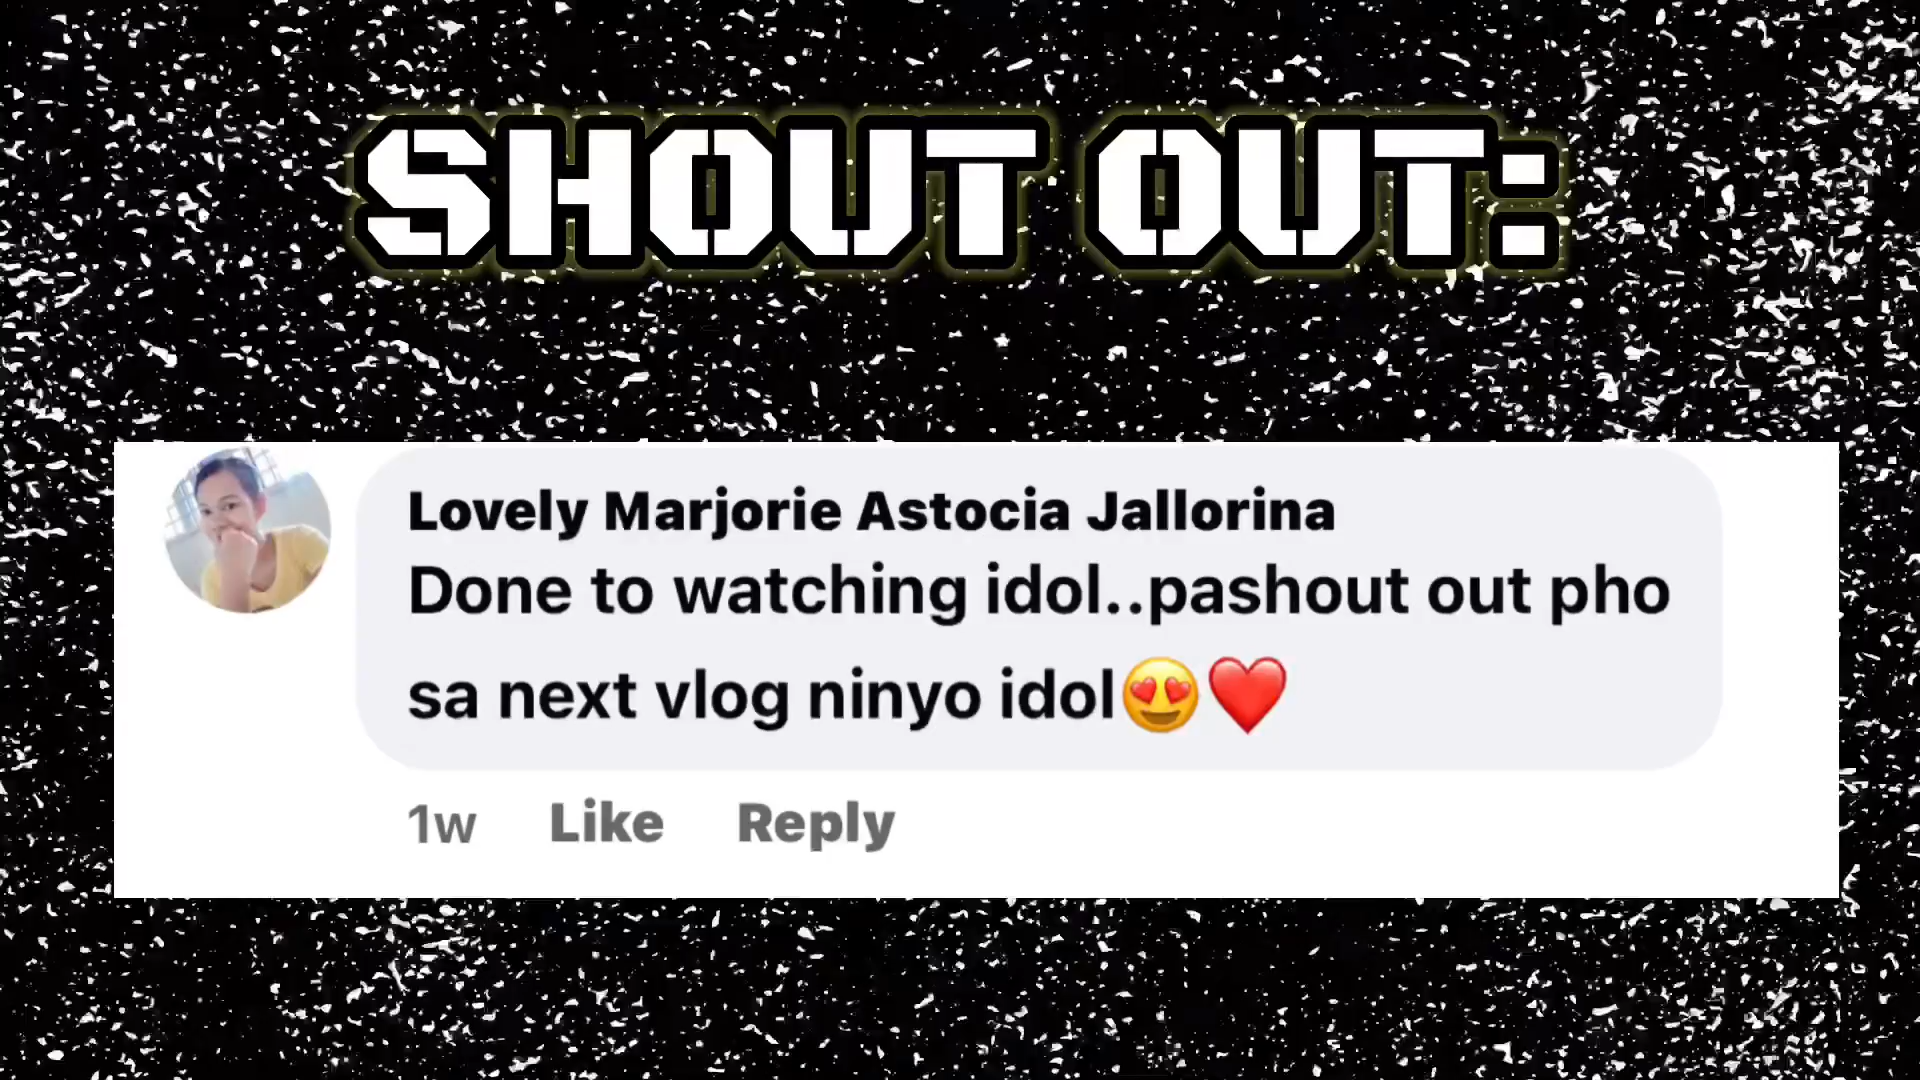 SHOUT OUT:
Lovely Marjorie Astocia Jallorina
Done to watching idol..pashout out pho
sa next vlog ninyo idol😍❤️
1w Like Reply